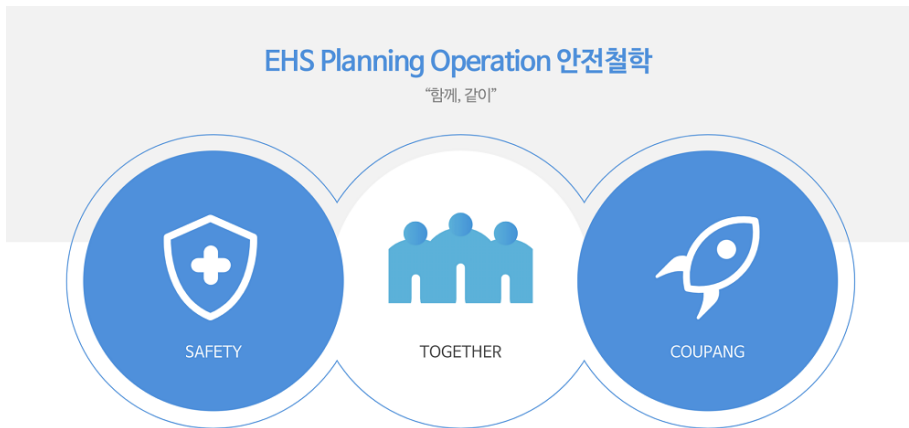 EHS Planning Operation 안전철학
“함께, 같이”
SAFETY
TOGETHER
COUPANG